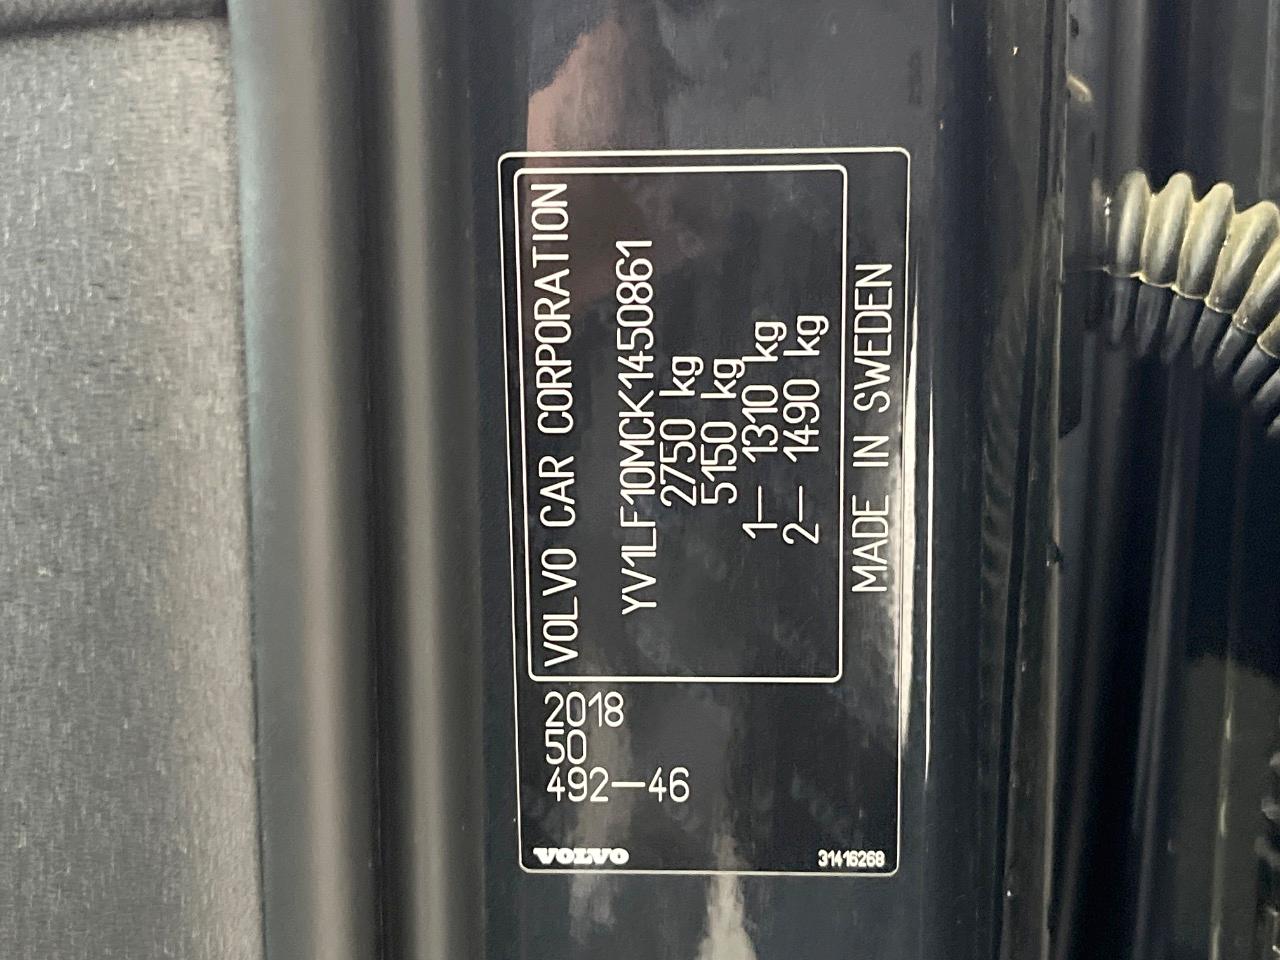 VOLVO CAR CORPORATION
YV1LF10MCK1450861
2750 kg
5150 kg
1— 1310 kg
2— 1490 kg
MADE IN SWEDEN
2018
50
492—46
VOLVO
31416268